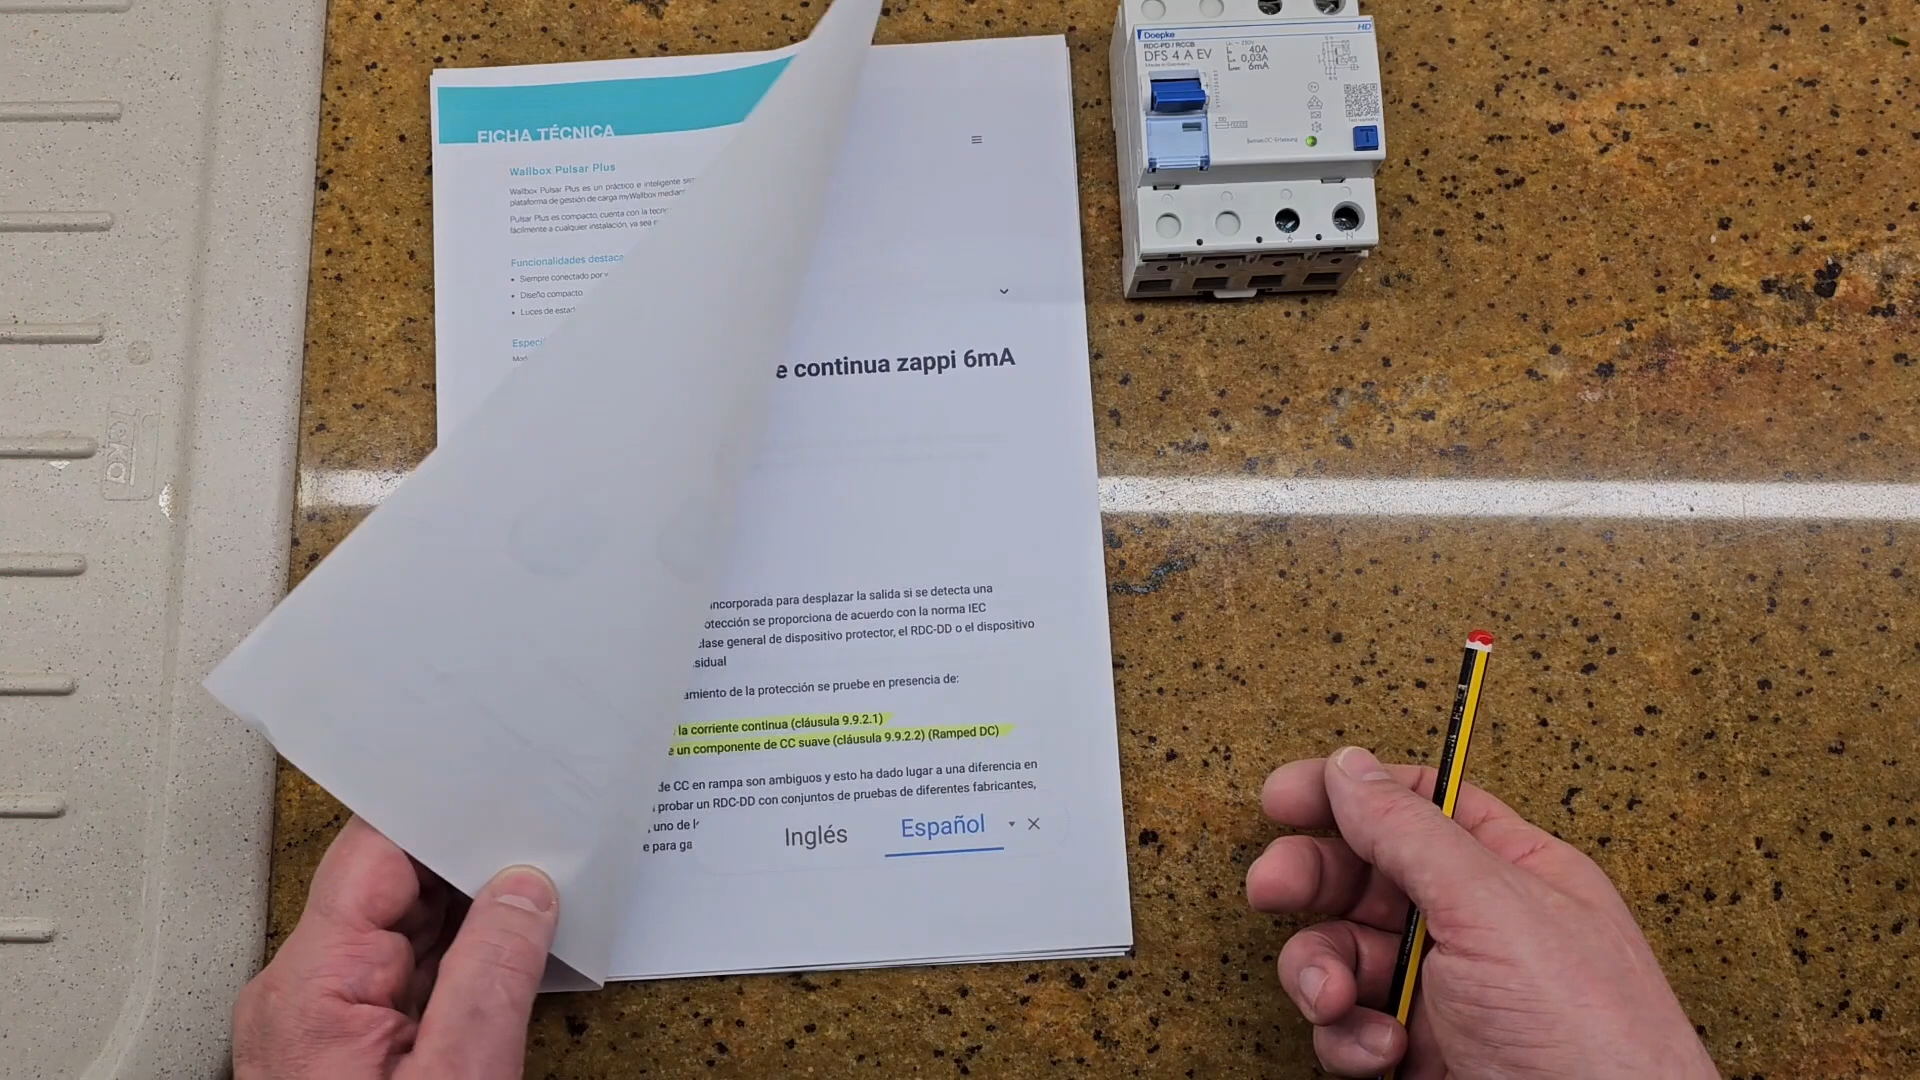 FICHA TÉCNICA
Wallbox Pulsar Plus
Wallbox Pulsar Plus es un práctico e inteligente
plataforma de gestión de carga myWallbox
Pulsar Plus es compacto, cuenta con la
fácilmente a cualquier instalación, ya sea
Funcionalidades
Siempre conectado por
Diseño compacto
Luces de
e continua zappi 6mA
incorporada para desplazar la salida si se detecta una
otección se proporciona de acuerdo con la norma IEC
clase general de dispositivo protector, el RDC-DD o el dispositivo
sidual
amiento de la protección se pruebe en presencia de:
la corriente continua (cláusula 9.9.2.1)
e un componente de CC suave (cláusula 9.9.2.2) (Ramped DC)
de CC en rampa son ambiguos y esto ha dado lugar a una diferencia en
probar un RDC-DD con conjuntos de pruebas de diferentes fabricantes,
, uno de
e para ga
Inglés Español
Doepke HD
RDC-PD / RCCB
DFS 4 A EV
40A
0,03A
6mA
T
6 N
teka